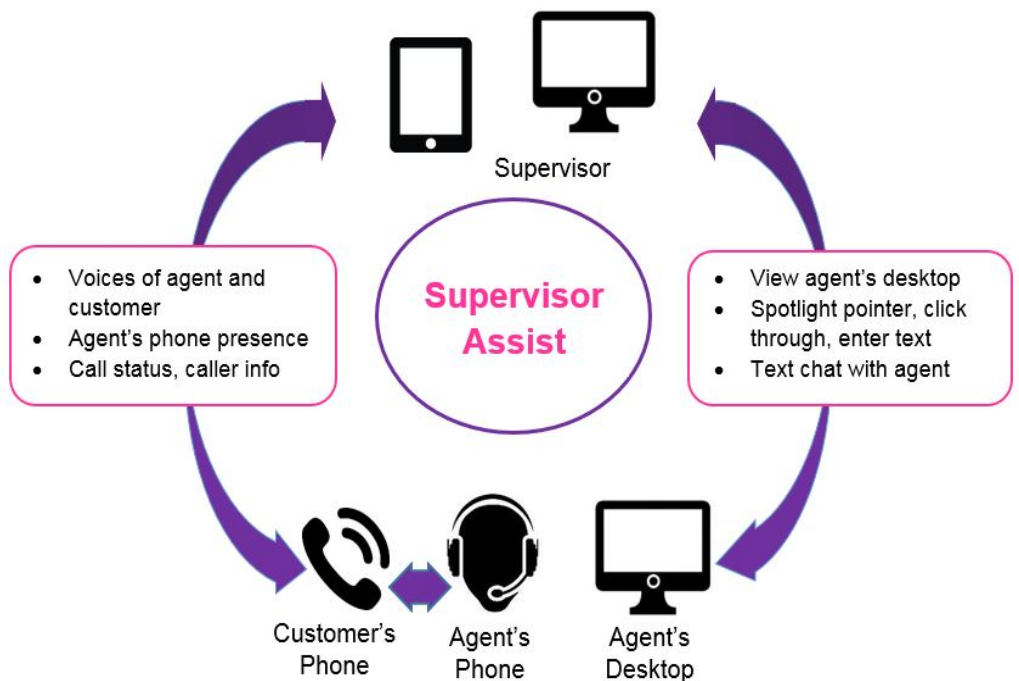 Supervisor
• Voices of agent and
customer
• Agent's phone presence
• Call status, caller info
Supervisor
Assist
• View agent's desktop
• Spotlight pointer, click
through, enter text
• Text chat with agent
Customer's
Phone
Agent's
Phone
Agent's
Desktop